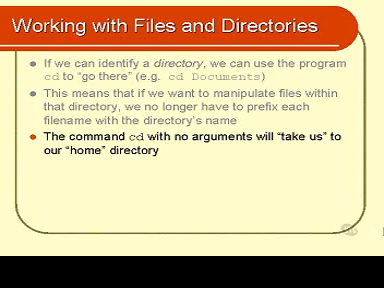 Working with Files and Directories
If we can identify a directory, we can use the program
cd to “go there” (e.g. cd Documents)
This means that if we want to manipulate files within
that directory, we no longer have to prefix each
filename with the directory’s name
The command cd with no arguments will “take us” to
our “home” directory